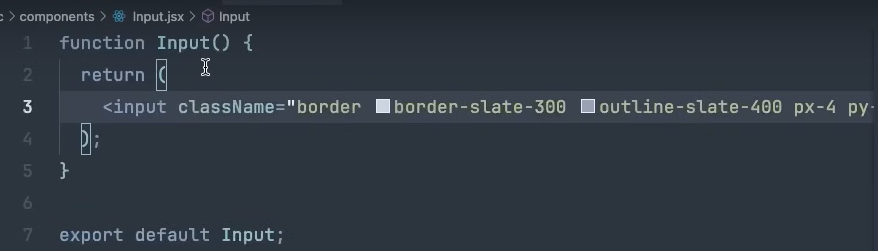 c > components > Input.jsx > Input
1 function Input() {
2 return (
3 <input className="border border-slate-300 outline-slate-400 px-4 py-
4 );
5 }
6
7 export default Input;